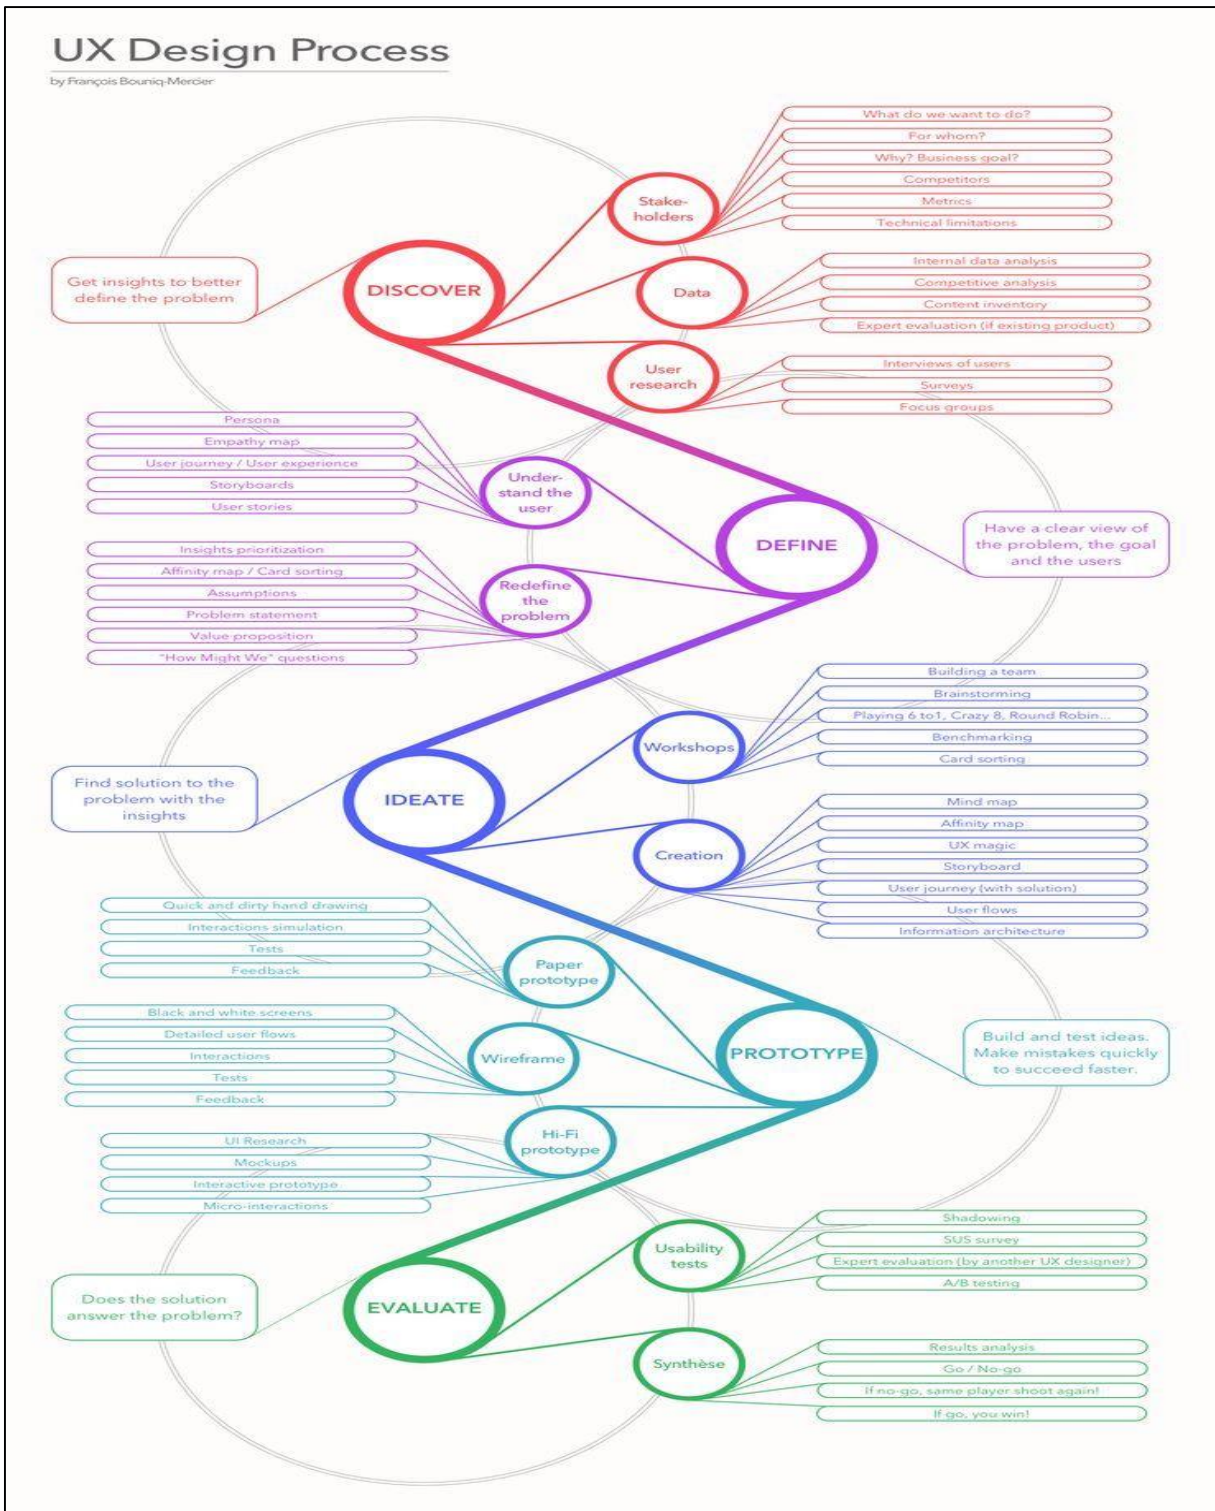 UX Design Process
by François Bouniq-Mercier
What do we want to do?
For whom?
Why? Business goal?
Competitors
Metrics
Technical limitations
Stake-
holders
Get insights to better
define the problem
DISCOVER
Data
Internal data analysis
Competitive analysis
Content inventory
Expert evaluation (if existing product)
User
research
Interviews of users
Surveys
Focus groups
Persona
Empathy map
User journey / User experience
Storyboards
User stories
Under-
stand the
user
DEFINE
Have a clear view of
the problem, the goal
and the users
Insights prioritization
Affinity map / Card sorting
Assumptions
Problem statement
Value proposition
"How Might We" questions
Redefine
the
problem
Building a team
Brainstorming
Playing 6 to1, Crazy 8, Round Robin...
Benchmarking
Card sorting
Workshops
Find solution to the
problem with the
insights
IDEATE
Creation
Mind map
Affinity map
UX magic
Storyboard
User journey (with solution)
User flows
Information architecture
Quick and dirty hand drawing
Interactions simulation
Tests
Feedback
Paper
prototype
Black and white screens
Detailed user flows
Interactions
Tests
Feedback
Wireframe
PROTOTYPE
Build and test ideas.
Make mistakes quickly
to succeed faster.
UI Research
Mockups
Interactive prototype
Micro-interactions
Hi-Fi
prototype
Shadowing
SUS survey
Expert evaluation (by another UX designer)
A/B testing
Usability
tests
Does the solution
answer the problem?
EVALUATE
Synthèse
Results analysis
Go / No-go
If no-go, same player shoot again!
If go, you win!